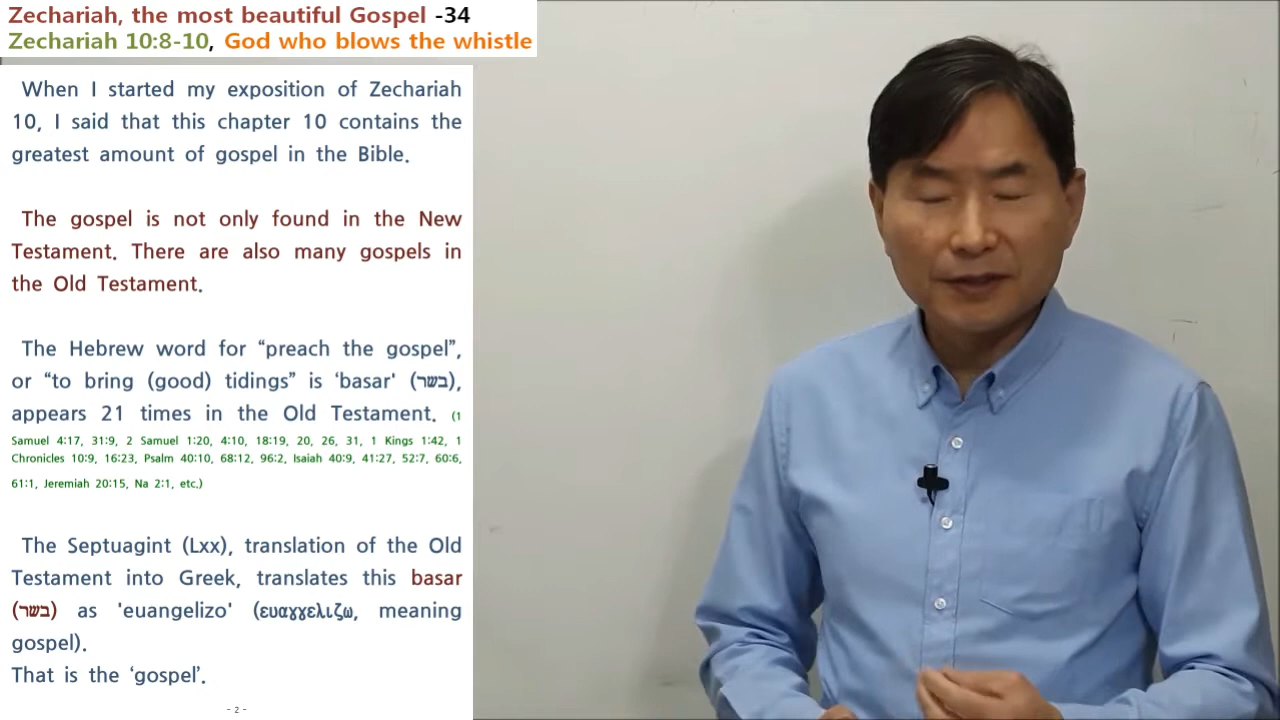 Zechariah, the most beautiful Gospel -34
Zechariah 10:8-10, God who blows the whistle
When I started my exposition of Zechariah
10, I said that this chapter 10 contains the
greatest amount of gospel in the Bible.
The gospel is not only found in the New
Testament. There are also many gospels in
the Old Testament.
The Hebrew word for “preach the gospel”,
or “to bring (good) tidings” is ‘basar' (בשר),
appears 21 times in the Old Testament. (1
Samuel 4:17, 31:9, 2 Samuel 1:20, 4:10, 18:19, 20, 26, 31, 1 Kings 1:42, 1
Chronicles 10:9, 16:23, Psalm 40:10, 68:12, 96:2, Isaiah 40:9, 41:27, 52:7, 60:6,
61:1, Jeremiah 20:15, Na 2:1, etc.)
The Septuagint (Lxx), translation of the Old
Testament into Greek, translates this basar
(בשר) as 'euangelizo' (ευαγγελιζω, meaning
gospel).
That is the ‘gospel’.
- 2 -